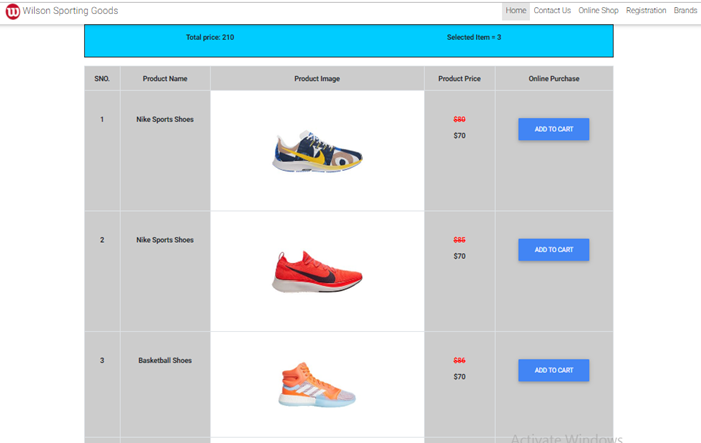 Wilson Sporting Goods
Home Contact Us Online Shop Registration Brands
Total price: 210 Selected Item = 3
SNO. Product Name Product Image Product Price Online Purchase
1 Nike Sports Shoes $80 ADD TO CART
$70
2 Nike Sports Shoes $85 ADD TO CART
$70
3 Basketball Shoes $86 ADD TO CART
$70
Activate Windows